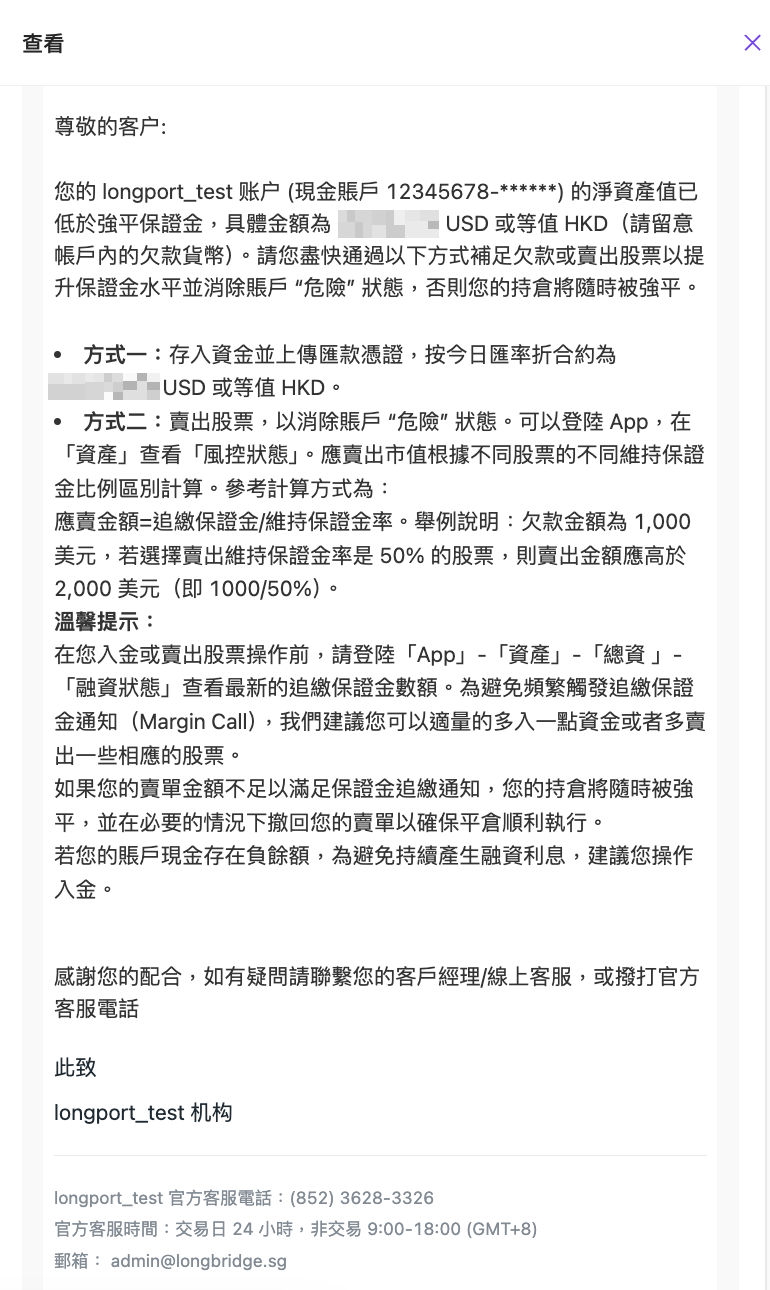 查看
尊敬的客户:
您的 longport_test 账户 (現金賬戶 12345678-******) 的淨資產值已
低於強平保證金，具體金額為 USD 或等值 HKD（請留意
帳戶內的欠款貨幣）。請您盡快通過以下方式補足欠款或賣出股票以提
升保證金水平並消除賬戶 “危險” 狀態，否則您的持倉將隨時被強平。
• 方式一：存入資金並上傳匯款憑證，按今日匯率折合約為
USD 或等值 HKD。
• 方式二：賣出股票，以消除賬戶 “危險” 狀態。可以登陸 App，在
「資產」查看「風控狀態」。應賣出市值根據不同股票的不同維持保證
金比例區別計算。參考計算方式為：
應賣金額=追繳保證金/維持保證金率。舉例說明：欠款金額為 1,000
美元，若選擇賣出維持保證金率是 50% 的股票，則賣出金額應高於
2,000 美元（即 1000/50%）。
溫馨提示：
在您入金或賣出股票操作前，請登陸「App」-「資產」-「總資 」-
「融資狀態」查看最新的追繳保證金數額。為避免頻繁觸發追繳保證
金通知（Margin Call），我們建議您可以適量的多入一點資金或者多賣
出一些相應的股票。
如果您的賣單金額不足以滿足保證金追繳通知，您的持倉將隨時被強
平，並在必要的情況下撤回您的賣單以確保平倉順利執行。
若您的賬戶現金存在負餘額，為避免持續產生融資利息，建議您操作
入金。
感謝您的配合，如有疑問請聯繫您的客戶經理/線上客服，或撥打官方
客服電話
此致
longport_test 机构
longport_test 官方客服電話：(852) 3628-3326
官方客服時間：交易日 24 小時，非交易 9:00-18:00 (GMT+8)
郵箱： admin@longbridge.sg